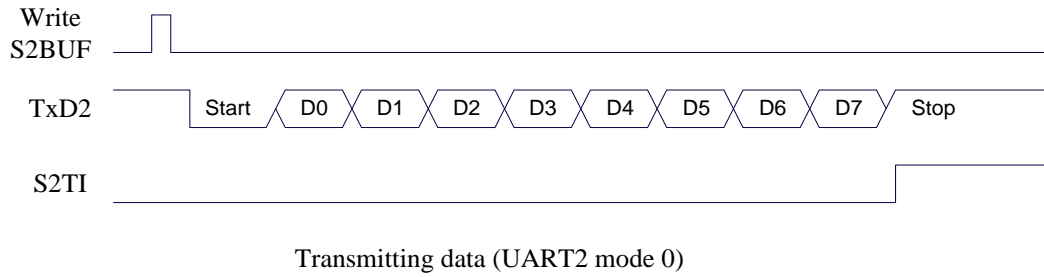 Write
S2BUF
TxD2 Start D0 D1 D2 D3 D4 D5 D6 D7 Stop
S2TI
Transmitting data (UART2 mode 0)